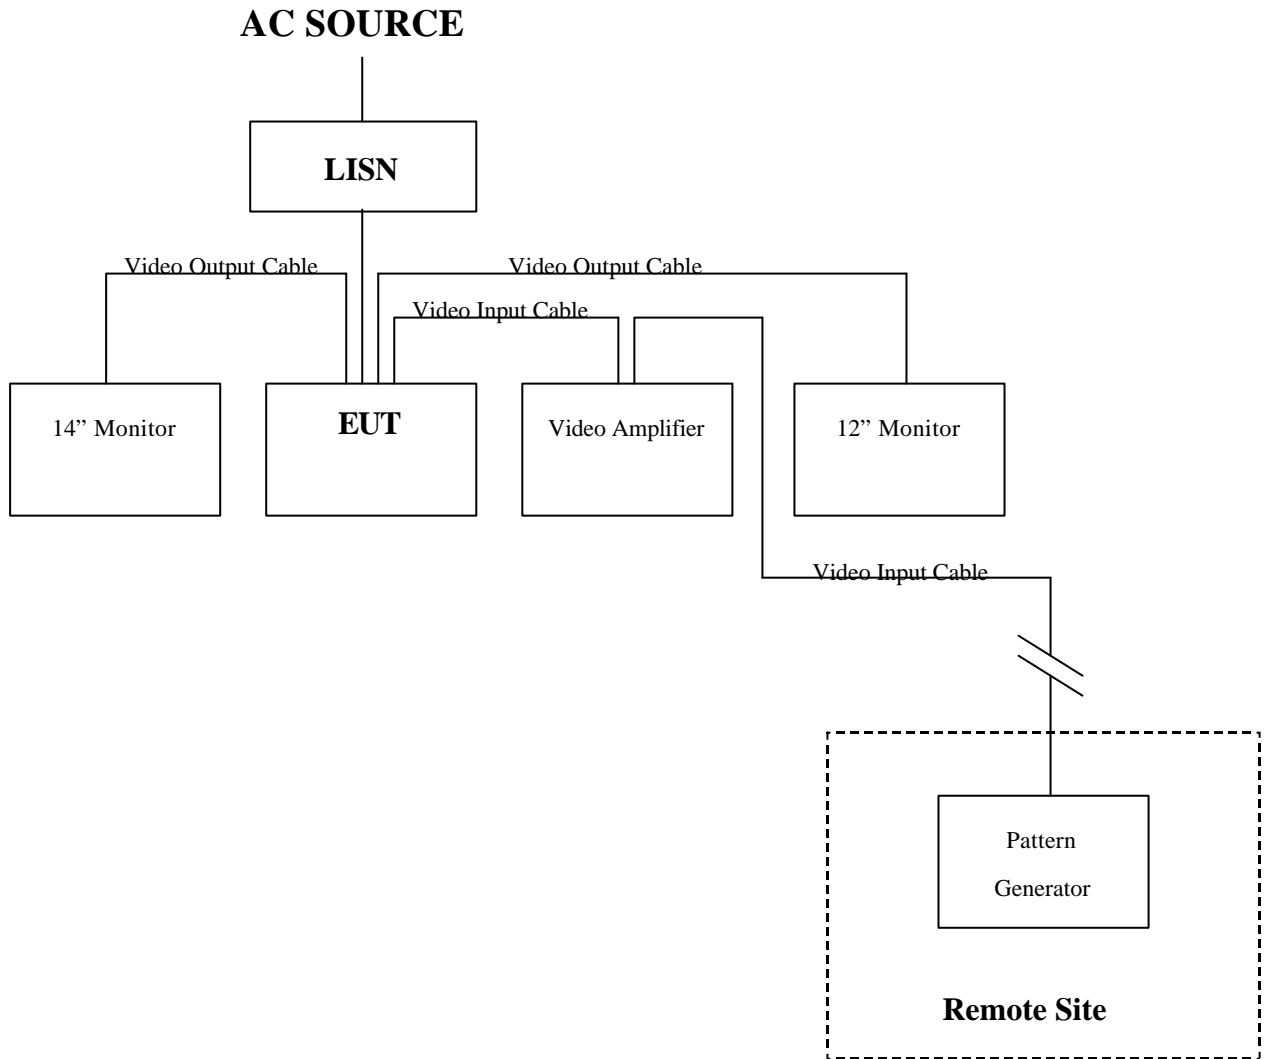 AC SOURCE
LISN
Video Output Cable
Video Output Cable
Video Input Cable
14” Monitor
EUT
Video Amplifier
12” Monitor
Video Input Cable
Pattern
Generator
Remote Site